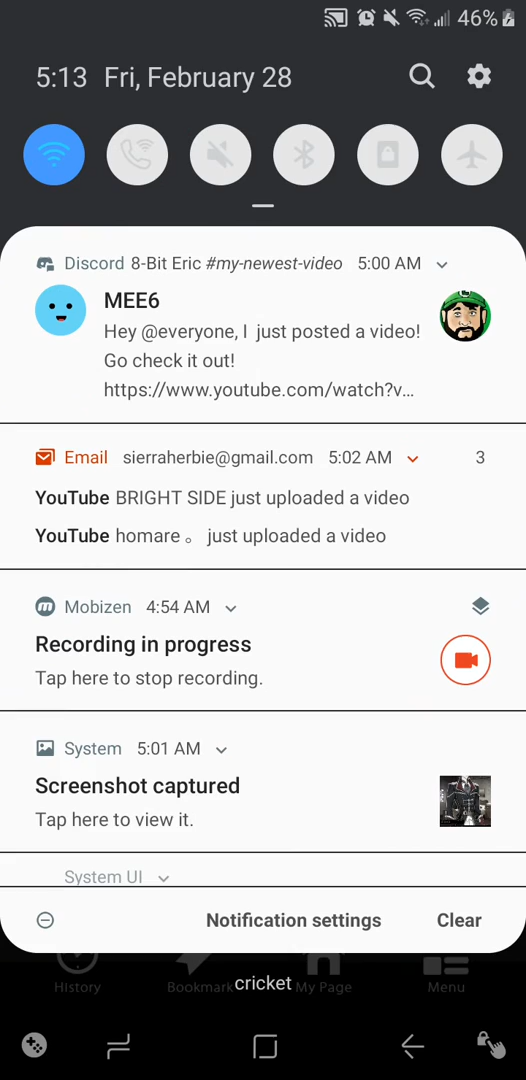 46%
5:13 Fri, February 28
Discord 8-Bit Eric #my-newest-video 5:00 AM
MEE6
Hey @everyone, I just posted a video!
Go check it out!
https://www.youtube.com/watch?v...
Email sierraherbie@gmail.com 5:02 AM 3
YouTube BRIGHT SIDE just uploaded a video
YouTube homare 。 just uploaded a video
Mobizen 4:54 AM
Recording in progress
Tap here to stop recording.
System 5:01 AM
Screenshot captured
Tap here to view it.
System UI
Notification settings Clear
cricket
History Bookmark My Page Menu